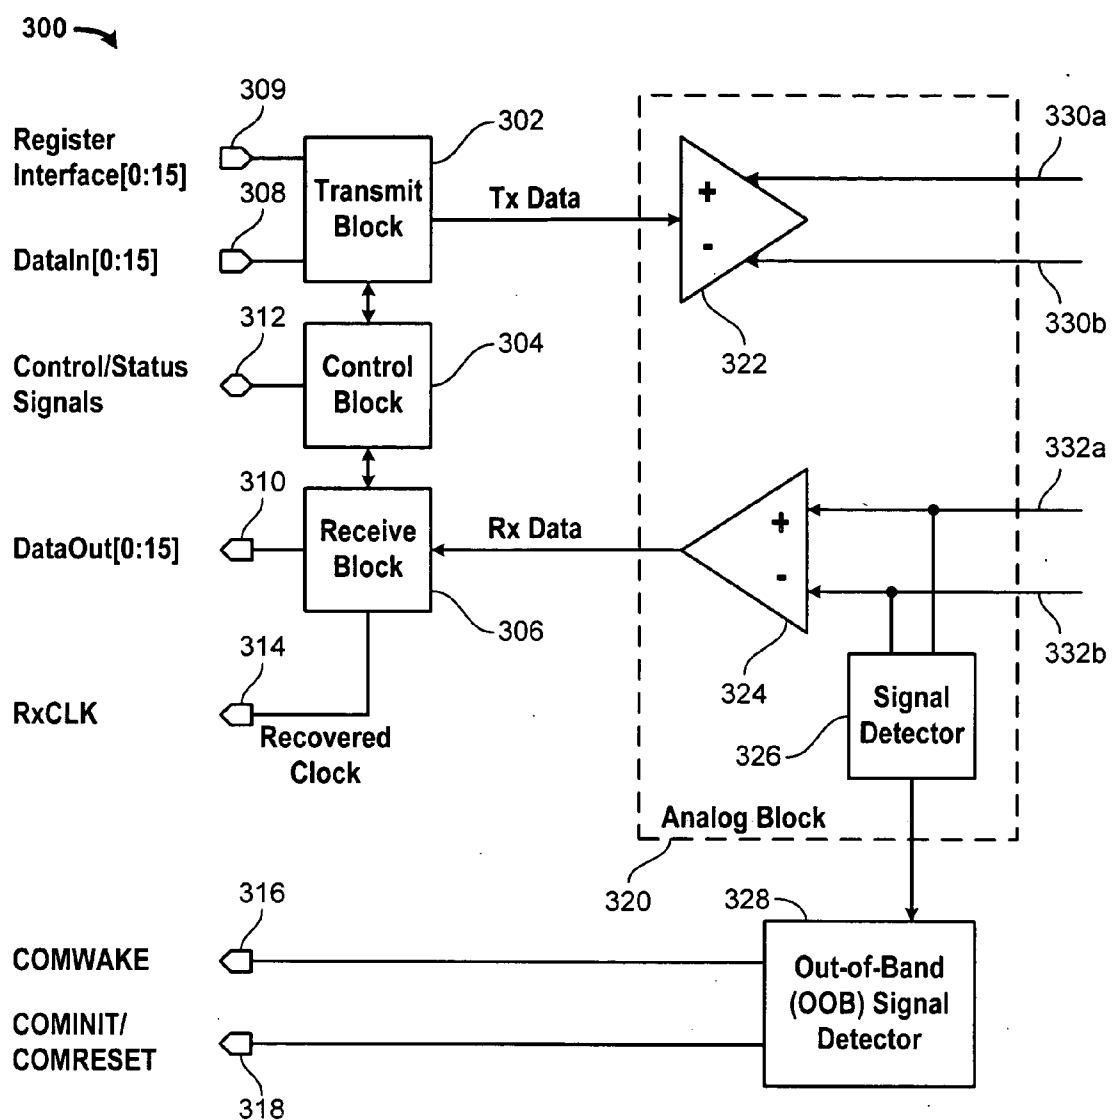 300
309
Register
Interface[0:15]
308
DataIn[0:15]
302
Transmit
Block
Tx Data
+
-
322
330a
330b
312
Control/Status
Signals
304
Control
Block
310
DataOut[0:15]
Receive
Block
306
Rx Data
+
-
324
332a
332b
314
RxCLK
Recovered
Clock
Signal
Detector
326
Analog Block
320
328
316
COMWAKE
Out-of-Band
(OOB) Signal
Detector
COMINIT/
COMRESET
318